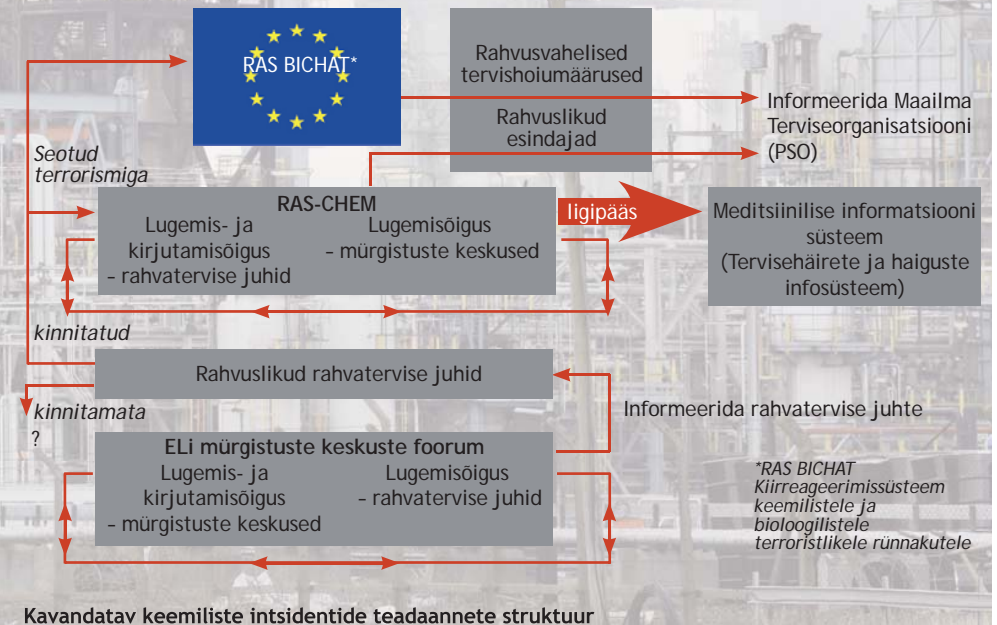 RAS BICHAT*
Rahvusvahelised
tervishoiumäärused
Rahvuslikud
esindajad
Informeerida Maailma
Terviseorganisatsiooni
(PSO)
Seotud
terrorismiga
RAS-CHEM
Lugemis- ja
kirjutamisõigus
– rahvatervise juhid
Lugemisõigus
– mürgistuste keskused
ligipääs
Meditsiinilise informatsiooni
süsteem
(Tervisehäirete ja haiguste
infosüsteem)
kinnitatud
Rahvuslikud rahvatervise juhid
kinnitamata
?
Informeerida rahvatervise juhte
ELi mürgistuste keskuste foorum
Lugemis- ja
kirjutamisõigus
– mürgistuste keskused
Lugemisõigus
– rahvatervise juhid
*RAS BICHAT
Kiirreageerimissüsteem
keemilistele ja
bioloogilistele
terroristlikele rünnakutele
Kavandatav keemiliste intsidentide teadaannete struktuur